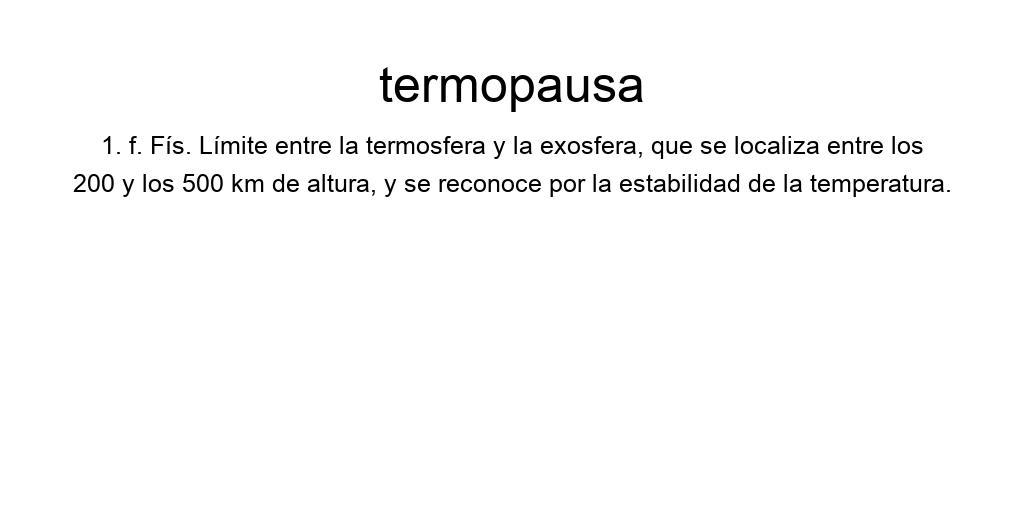 termopausa
1. f. Fís. Límite entre la termosfera y la exosfera, que se localiza entre los
200 y los 500 km de altura, y se reconoce por la estabilidad de la temperatura.